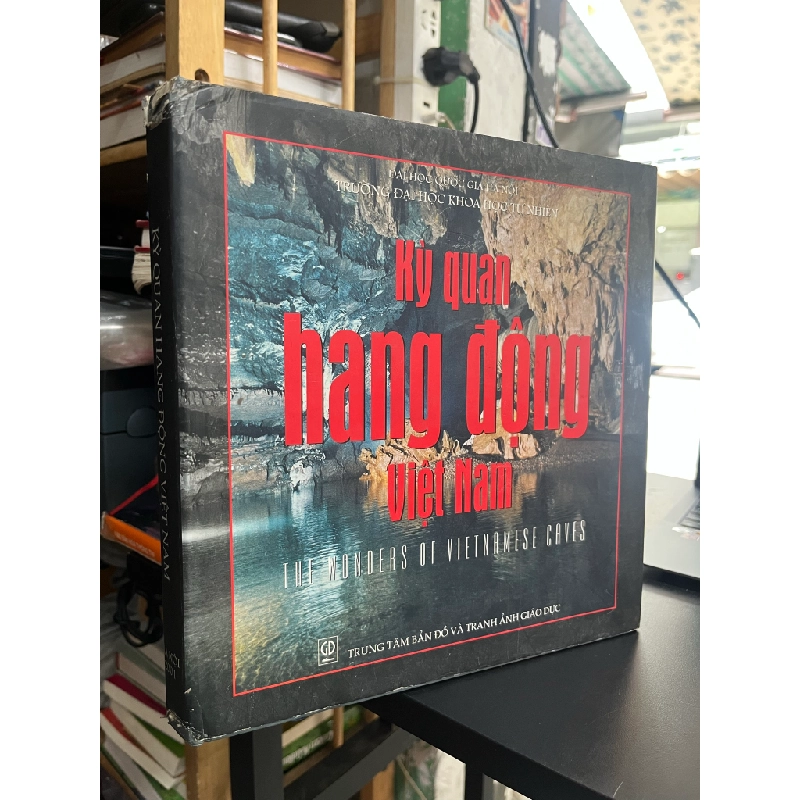 ĐẠI HỌC QUỐC GIA HÀ NỘI
TRƯỜNG ĐẠI HỌC KHOA HỌC TỰ NHIÊN
Kỳ quan
hang động
Việt Nam
THE WONDERS OF VIETNAMESE CAVES
GD
TRUNG TÂM BẢN ĐỒ VÀ TRANH ẢNH GIÁO DỤC
KỲ QUAN HANG ĐỘNG VIỆT NAM